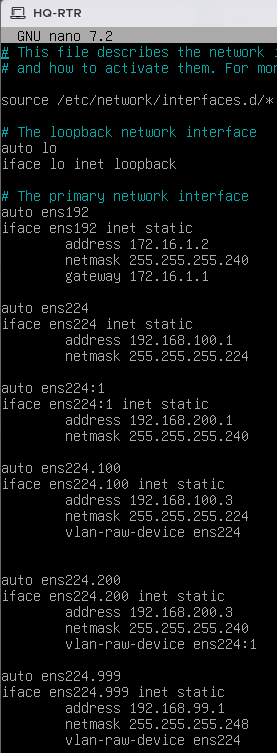 HQ-RTR
GNU nano 7.2
# This file describes the network
# and how to activate them. For
source /etc/network/interfaces.d/*
# The loopback network interface
auto lo
iface lo inet loopback
# The primary network interface
auto ens192
iface ens192 inet static
address 172.16.1.2
netmask 255.255.255.240
gateway 172.16.1.1
auto ens224
iface ens224 inet static
address 192.168.100.1
netmask 255.255.255.224
auto ens224:1
iface ens224:1 inet static
address 192.168.200.1
netmask 255.255.255.240
auto ens224.100
iface ens224.100 inet static
address 192.168.100.3
netmask 255.255.255.224
vlan-raw-device ens224
auto ens224.200
iface ens224.200 inet static
address 192.168.200.3
netmask 255.255.255.240
vlan-raw-device ens224:1
auto ens224.999
iface ens224.999 inet static
address 192.168.99.1
netmask 255.255.255.248
vlan-raw-device ens224